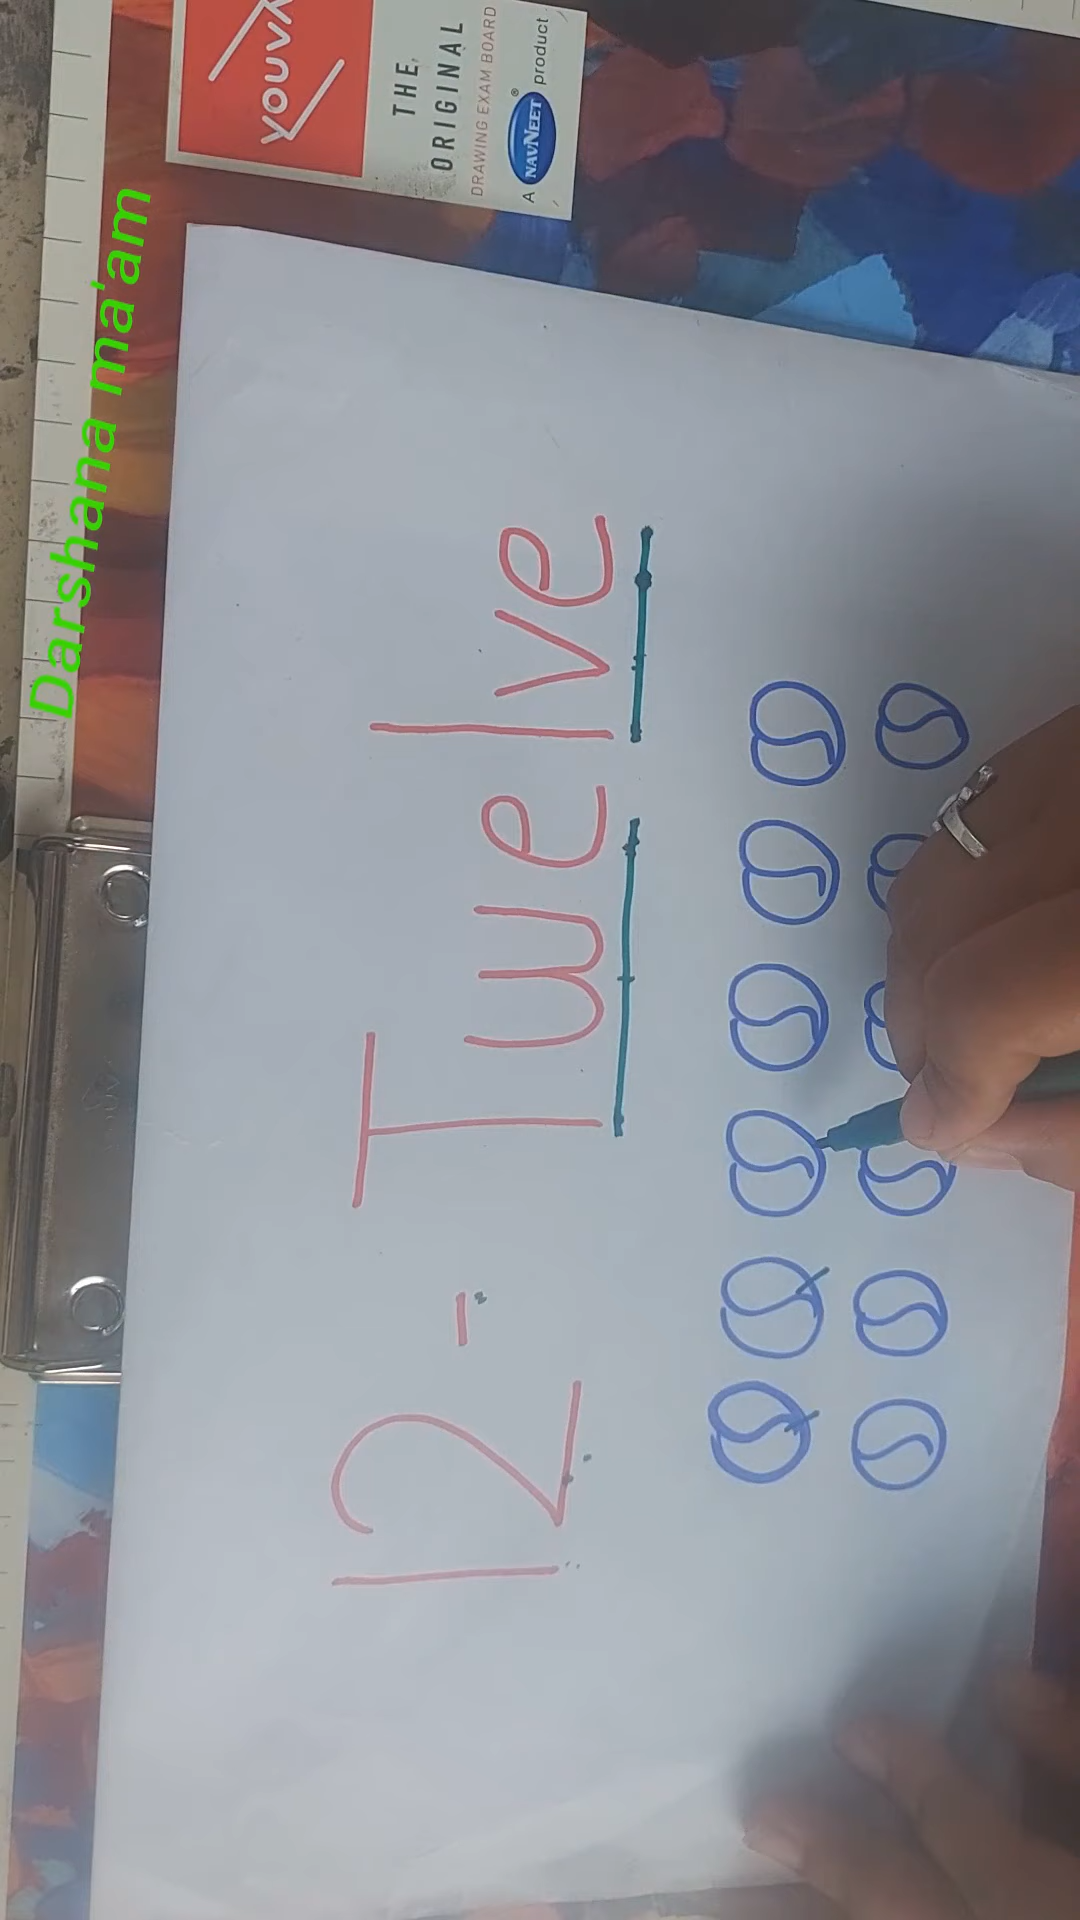 YOUVA
THE
ORIGINAL
DRAWING EXAM BOARD
A NAVNEET® product
Darshana ma'am
12 - Twelve